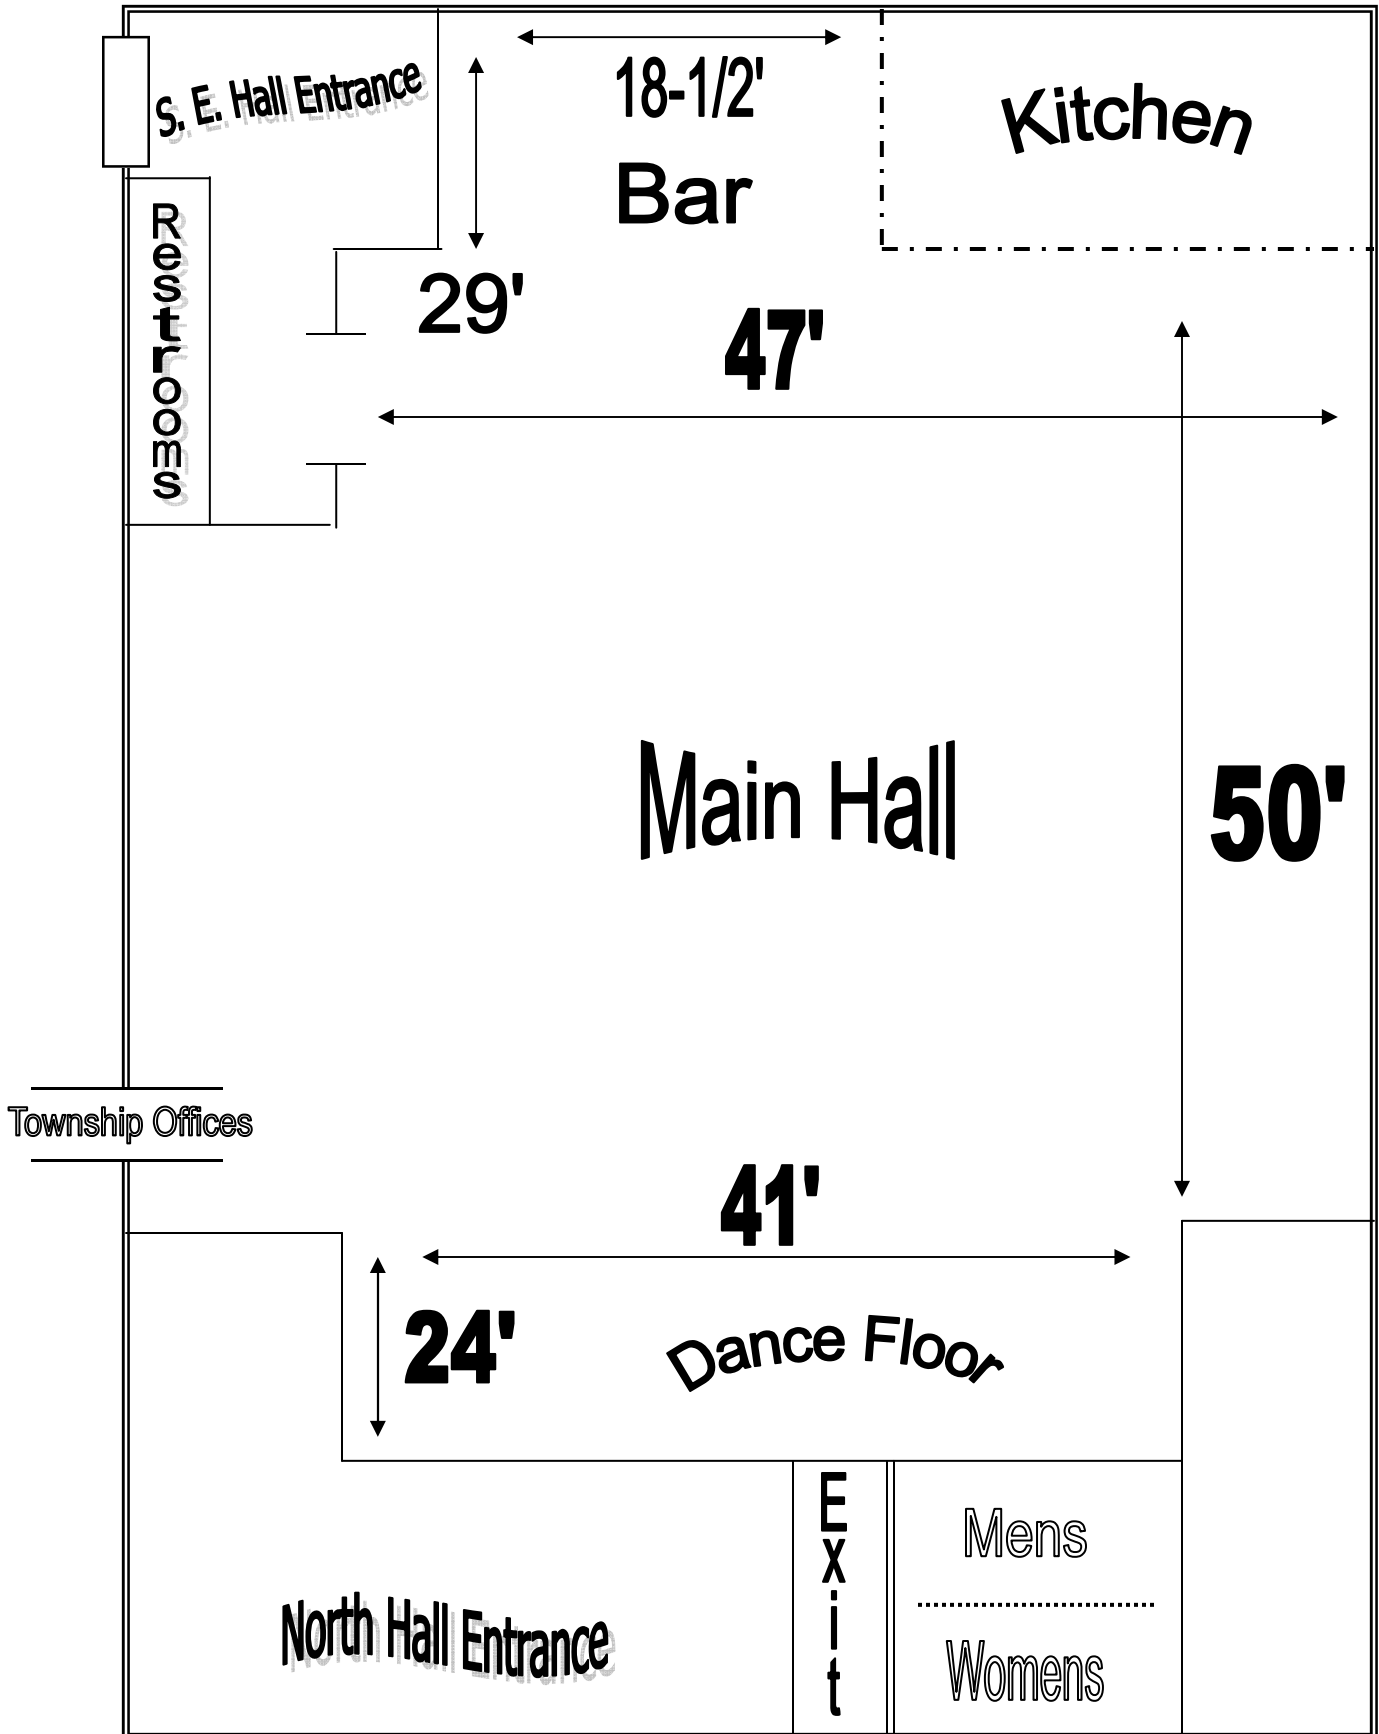 S. E. Hall Entrance
18-1/2'
Bar
Kitchen
Restrooms
29'
47'
Main Hall
50'
Township Offices
41'
24'
Dance Floor
Exit
Mens
Womens
North Hall Entrance